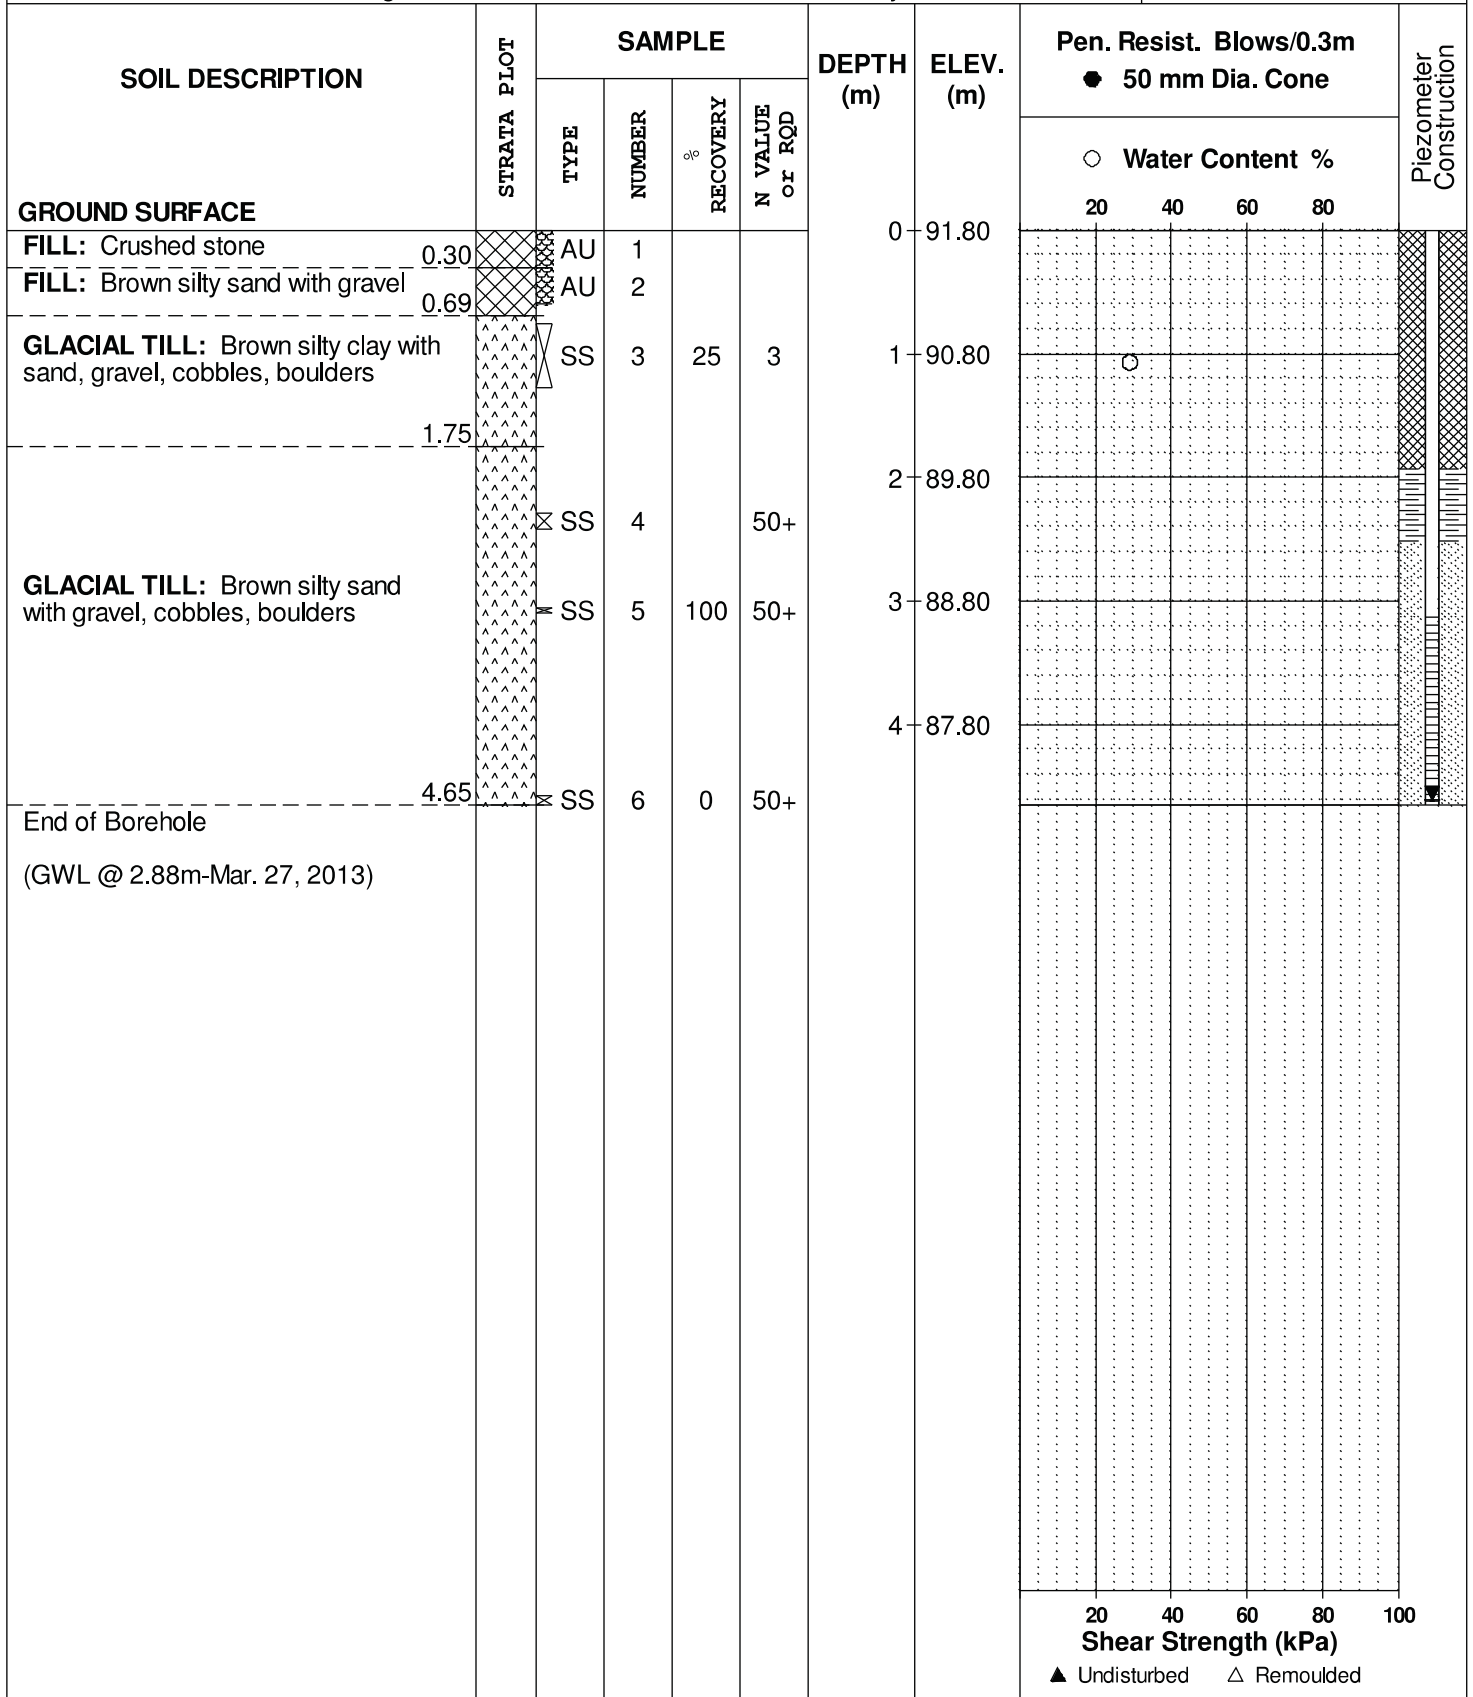 SOIL DESCRIPTION
GROUND SURFACE
STRATA PLOT
SAMPLE
TYPE
NUMBER
% RECOVERY
N VALUE or RQD
DEPTH (m)
ELEV. (m)
Pen. Resist. Blows/0.3m
● 50 mm Dia. Cone
○ Water Content %
20 40 60 80
Piezometer Construction
0 91.80
FILL: Crushed stone
0.30
AU 1
FILL: Brown silty sand with gravel
0.69
AU 2
GLACIAL TILL: Brown silty clay with
sand, gravel, cobbles, boulders
SS 3 25 3
1 90.80
1.75
2 89.80
SS 4 50+
GLACIAL TILL: Brown silty sand
with gravel, cobbles, boulders
SS 5 100 50+
3 88.80
4 87.80
4.65
SS 6 0 50+
End of Borehole
(GWL @ 2.88m-Mar. 27, 2013)
20 40 60 80 100
Shear Strength (kPa)
▲ Undisturbed △ Remoulded